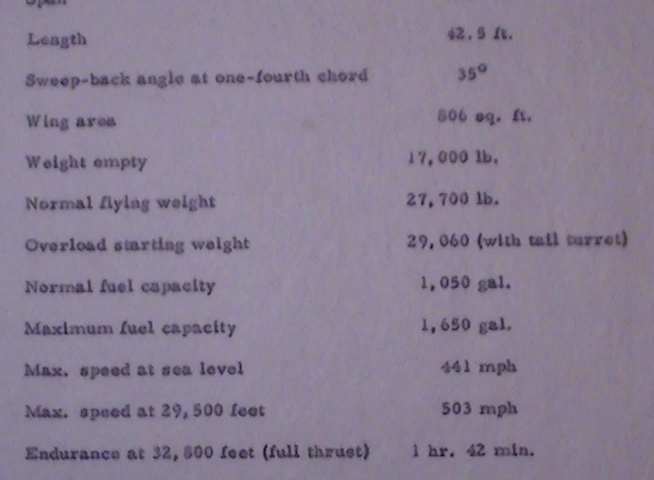 Span
Length 42.5 ft.
Sweep-back angle at one-fourth chord 35°
Wing area 806 sq. ft.
Weight empty 17,000 lb.
Normal flying weight 27,700 lb.
Overload starting weight 29,060 (with tail turret)
Normal fuel capacity 1,050 gal.
Maximum fuel capacity 1,650 gal.
Max. speed at sea level 441 mph
Max. speed at 29,500 feet 503 mph
Endurance at 32,800 feet (full thrust) 1 hr. 42 min.